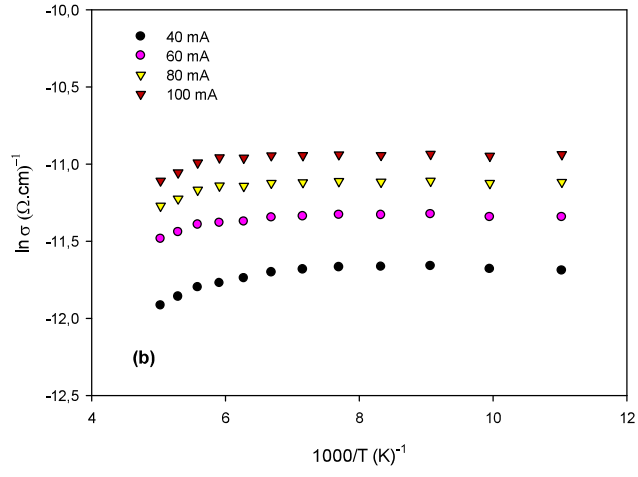 -10,0
-10,5
-11,0
-11,5
-12,0
-12,5
ln σ (Ω.cm)⁻¹
40 mA
60 mA
80 mA
100 mA
(b)
4
6
8
10
12
1000/T (K)⁻¹